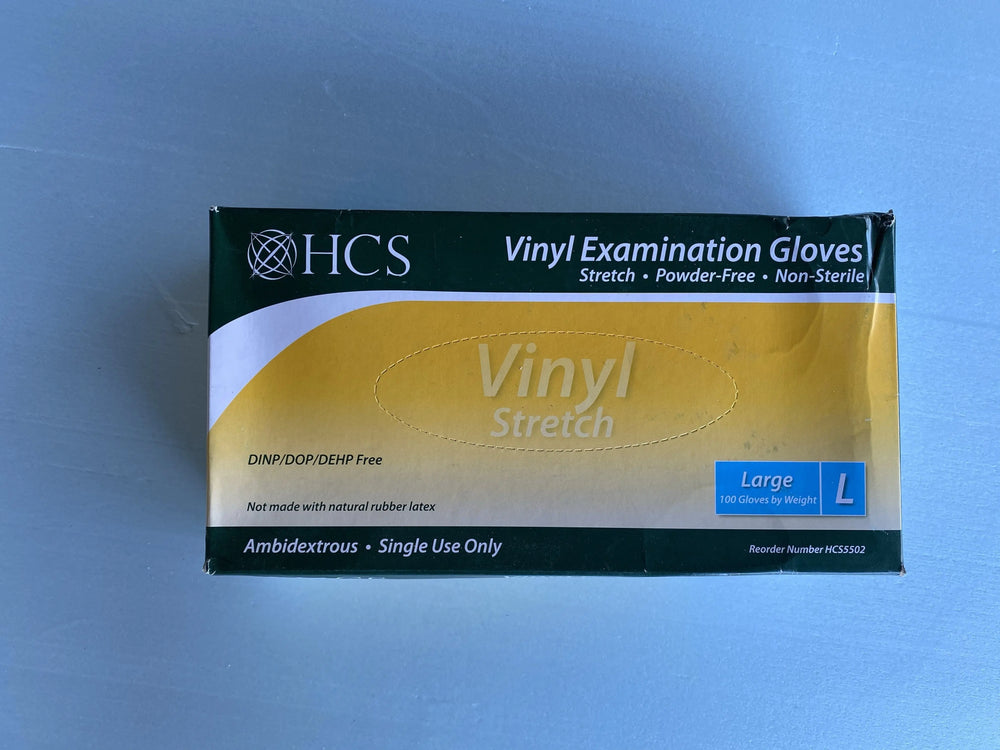 HCS
Vinyl Examination Gloves
Stretch • Powder-Free • Non-Sterile
Vinyl
Stretch
DINP/DOP/DEHP Free
Large
100 Gloves by Weight
L
Not made with natural rubber latex
Ambidextrous • Single Use Only
Reorder Number HCS5502